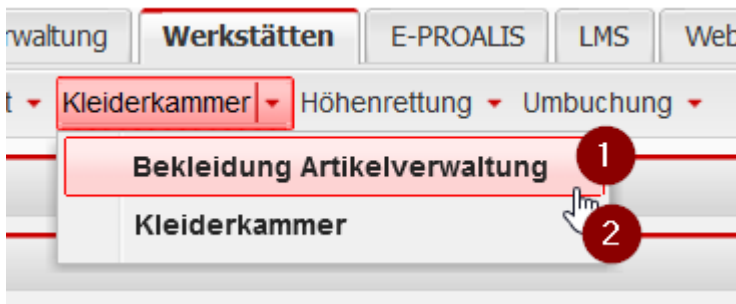 rwaltung Werkstätten E-PROALIS LMS Web
t Kleiderkammer Höhenrettung Umbuchung
Bekleidung Artikelverwaltung 1
Kleiderkammer 2